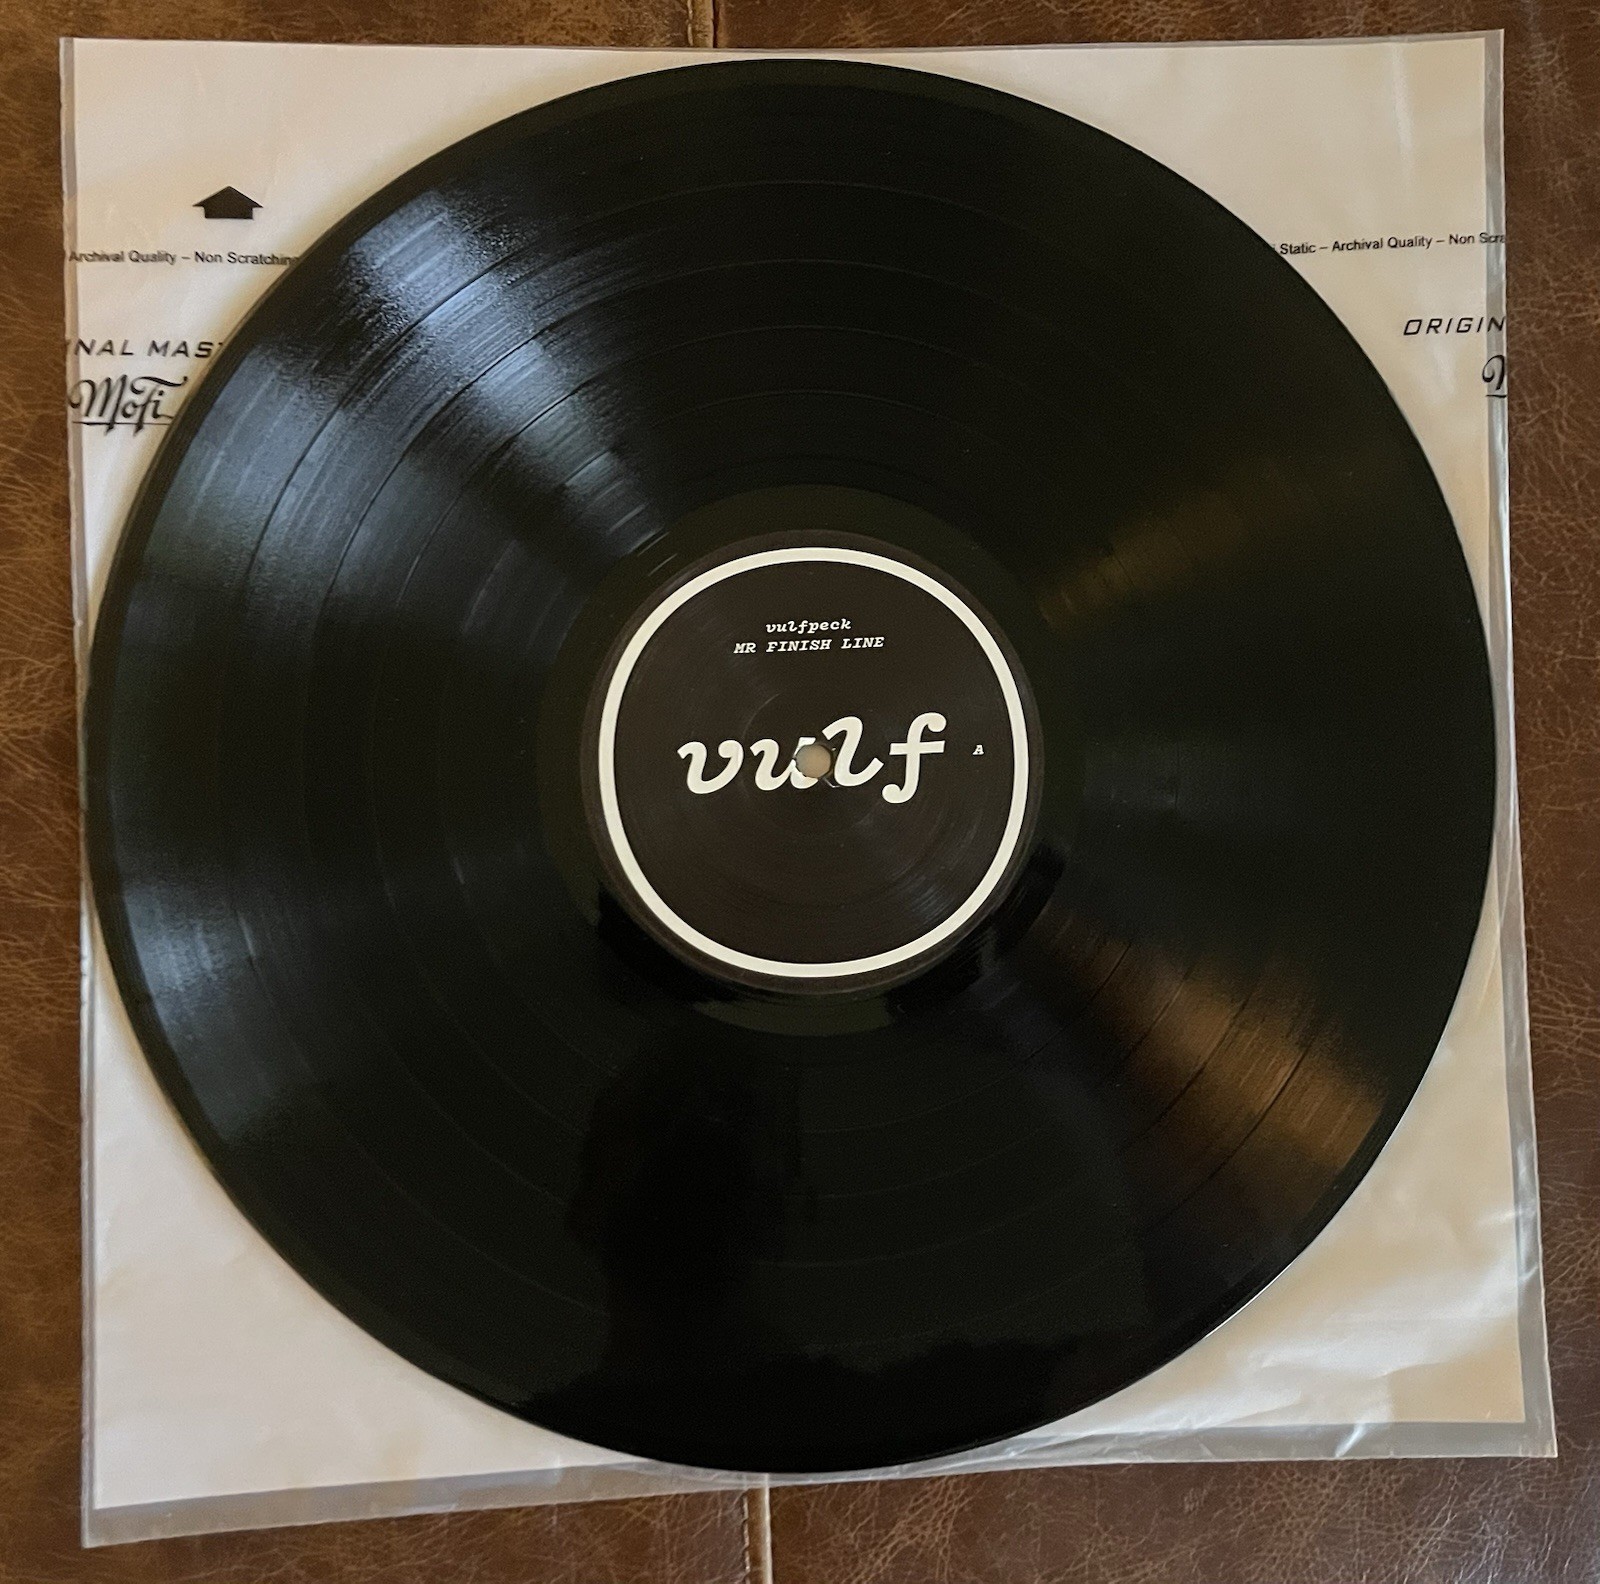 Archival Quality – Non Scratching
Static – Archival Quality – Non Scra
NAL MAS
ORIGIN
MoFi
vulfpeck
MR FINISH LINE
vulf
A